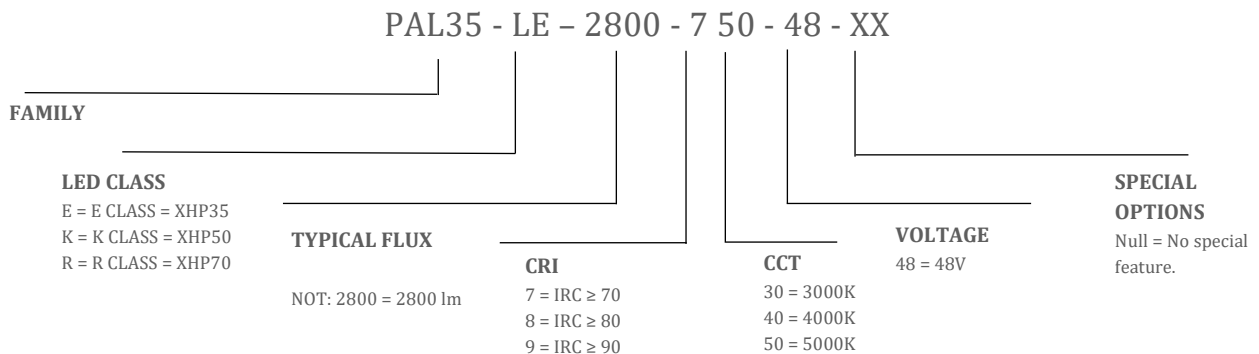 PAL35 - LE – 2800 - 7 50 - 48 - XX
FAMILY
LED CLASS
E = E CLASS = XHP35
K = K CLASS = XHP50
R = R CLASS = XHP70
TYPICAL FLUX
NOT: 2800 = 2800 lm
CRI
7 = IRC ≥ 70
8 = IRC ≥ 80
9 = IRC ≥ 90
CCT
30 = 3000K
40 = 4000K
50 = 5000K
VOLTAGE
48 = 48V
SPECIAL
OPTIONS
Null = No special
feature.